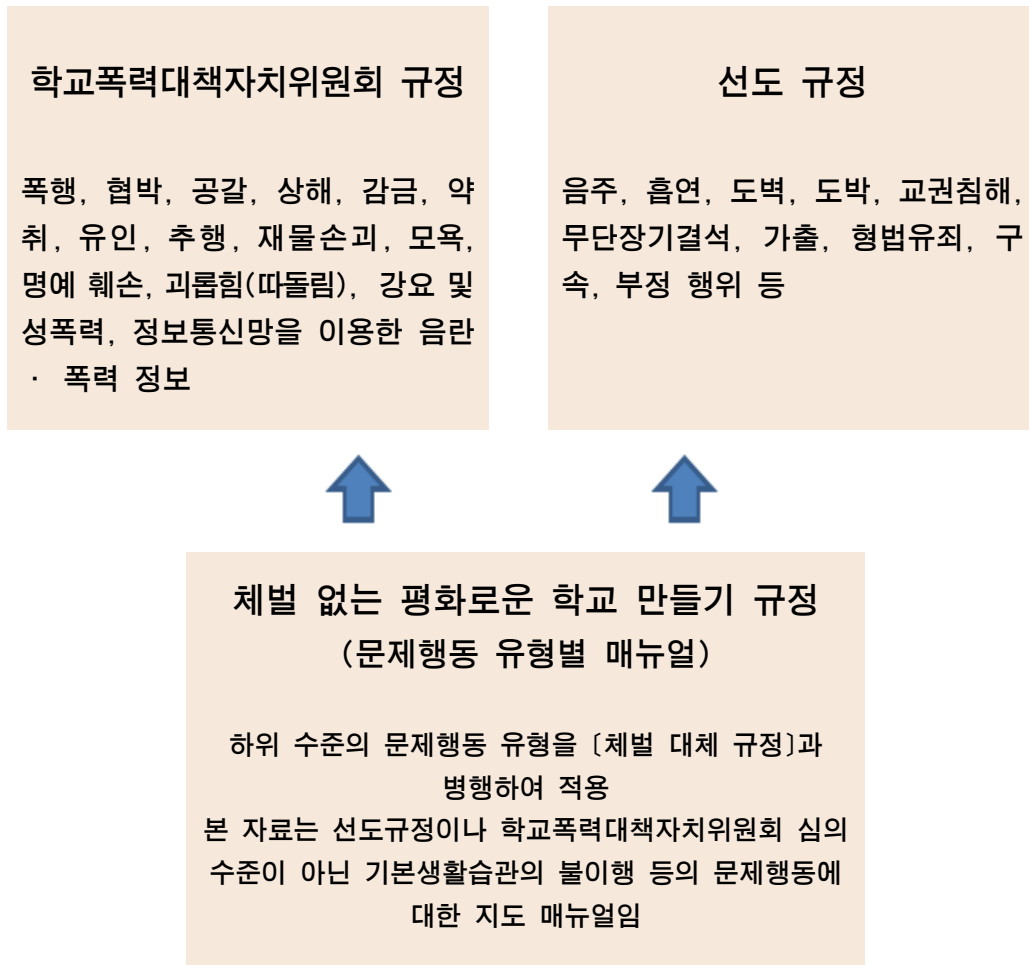 학교폭력대책자치위원회 규정
폭행, 협박, 공갈, 상해, 감금, 약
취, 유인, 추행, 재물손괴, 모욕,
명예 훼손, 괴롭힘(따돌림), 강요 및
성폭력, 정보통신망을 이용한 음란
· 폭력 정보
선도 규정
음주, 흡연, 도벽, 도박, 교권침해,
무단장기결석, 가출, 형법유죄, 구
속, 부정 행위 등
체벌 없는 평화로운 학교 만들기 규정
(문제행동 유형별 매뉴얼)
하위 수준의 문제행동 유형을 〔체벌 대체 규정〕과
병행하여 적용
본 자료는 선도규정이나 학교폭력대책자치위원회 심의
수준이 아닌 기본생활습관의 불이행 등의 문제행동에
대한 지도 매뉴얼임